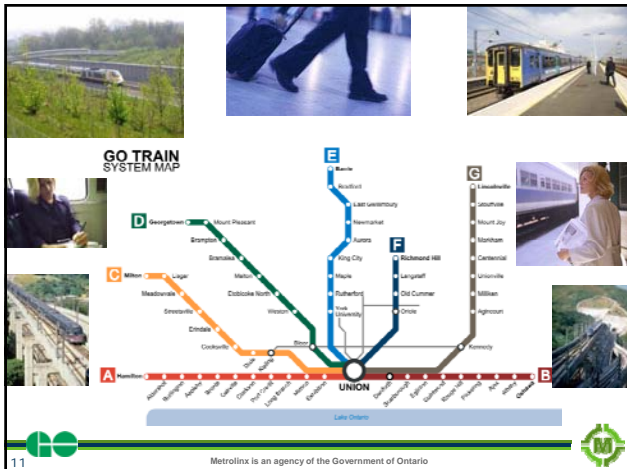 GO TRAIN
SYSTEM MAP
E
Barrie
Bradford
East Gwillimbury
Newmarket
Aurora
King City
Maple
Rutherford
York
University
G
Lincolnville
Stouffville
Mount Joy
Markham
Centennial
Unionville
Milliken
Agincourt
Kennedy
D
Georgetown
Mount Pleasant
Brampton
Bramalea
Malton
Etobicoke North
Weston
Bloor
F
Richmond Hill
Langstaff
Old Cummer
Oriole
C
Milton
Lisgar
Meadowvale
Streetsville
Erindale
Cooksville
Dixie
Kipling
A
Hamilton
Aldershot
Burlington
Appleby
Bronte
Oakville
Clarkson
Port Credit
Long Branch
Mimico
Exhibition
UNION
Danforth
Scarborough
Eglinton
Guildwood
Rouge Hill
Pickering
Ajax
Whitby
Oshawa
B
Lake Ontario
GO
11
Metrolinx is an agency of the Government of Ontario